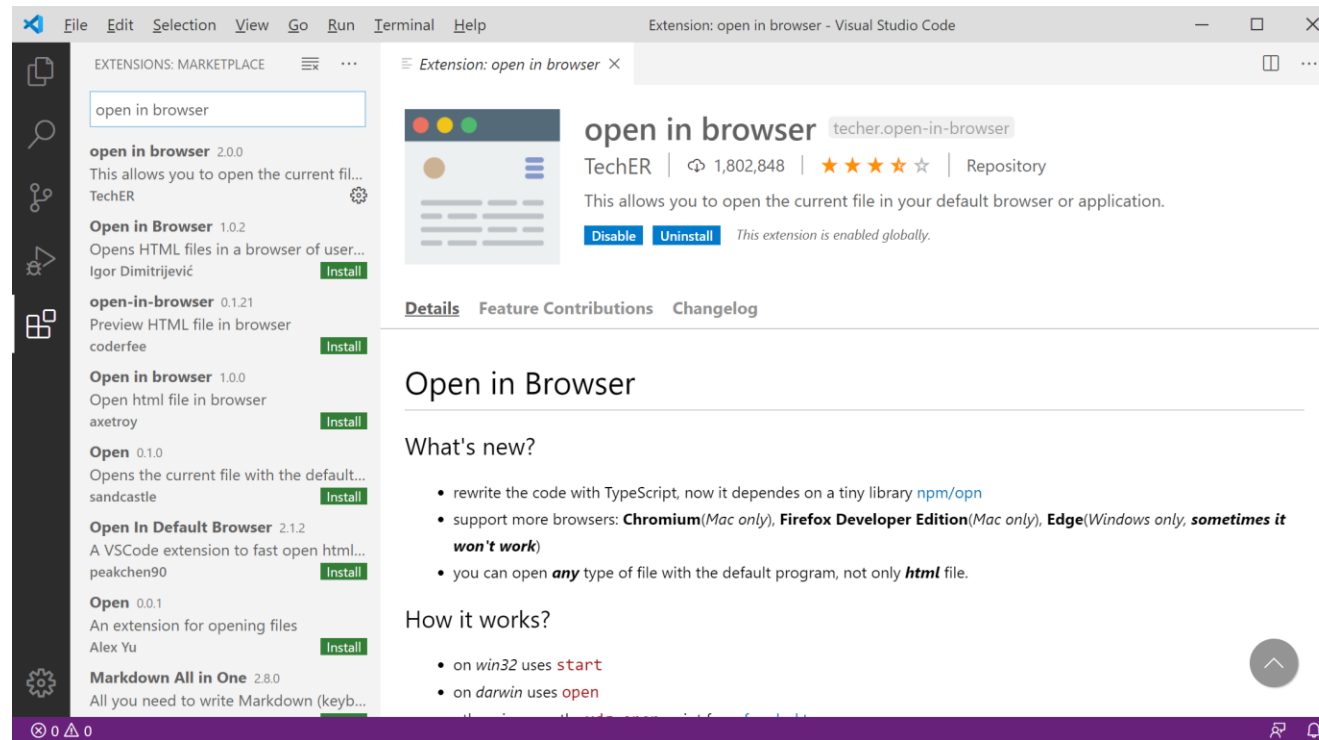 File Edit Selection View Go Run Terminal Help
Extension: open in browser - Visual Studio Code
EXTENSIONS: MARKETPLACE
open in browser
open in browser 2.0.0
This allows you to open the current fil...
TechER
Open in Browser 1.0.2
Opens HTML files in a browser of user...
Igor Dimitrijević Install
open-in-browser 0.1.21
Preview HTML file in browser
coderfee Install
Open in browser 1.0.0
Open html file in browser
axetroy Install
Open 0.1.0
Opens the current file with the default...
sandcastle Install
Open In Default Browser 2.1.2
A VSCode extension to fast open html...
peakchen90 Install
Open 0.0.1
An extension for opening files
Alex Yu Install
Markdown All in One 2.8.0
All you need to write Markdown (keyb...
Extension: open in browser
open in browser techer.open-in-browser
TechER 1,802,848 Repository
This allows you to open the current file in your default browser or application.
Disable Uninstall This extension is enabled globally.
Details Feature Contributions Changelog
Open in Browser
What's new?
• rewrite the code with TypeScript, now it dependes on a tiny library npm/opn
• support more browsers: Chromium(Mac only), Firefox Developer Edition(Mac only), Edge(Windows only, sometimes it
won't work)
• you can open any type of file with the default program, not only html file.
How it works?
• on win32 uses start
• on darwin uses open
0 0